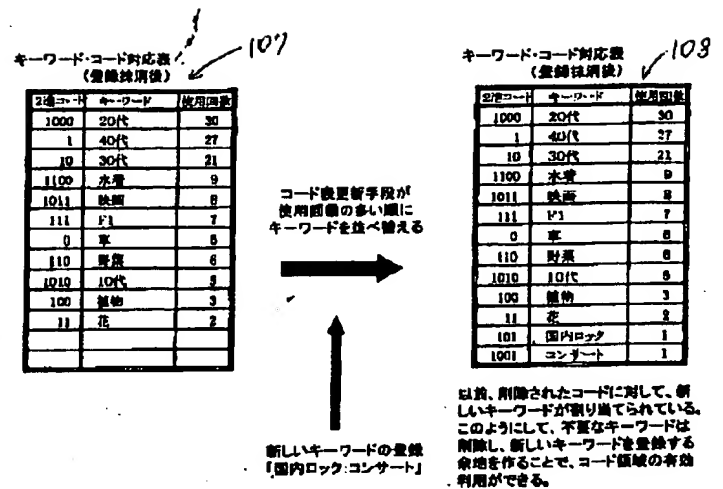 107
キーワード・コード対応表
(登録抹消後)
2進コード キーワード 使用回数
1000 20代 30
1 40代 27
10 30代 21
1100 水着 9
1011 映画 8
111 F1 7
0 車 6
110 野菜 6
1010 10代 5
100 植物 3
11 花 2
コード表更新手段が
使用回数の多い順に
キーワードを並べ替える
新しいキーワードの登録
「国内ロック:コンサート」
108
キーワード・コード対応表
(登録抹消後)
2進コード キーワード 使用回数
1000 20代 30
1 40代 27
10 30代 21
1100 水着 9
1011 映画 8
111 F1 7
0 車 6
110 野菜 6
1010 10代 5
100 植物 3
11 花 2
101 国内ロック 1
1001 コンサート 1
以前、削除されたコードに対して、新
しいキーワードが割り当てられている。
このようにして、不要なキーワードは
削除し、新しいキーワードを登録する
余地を作ることで、コード領域の有効
利用ができる。